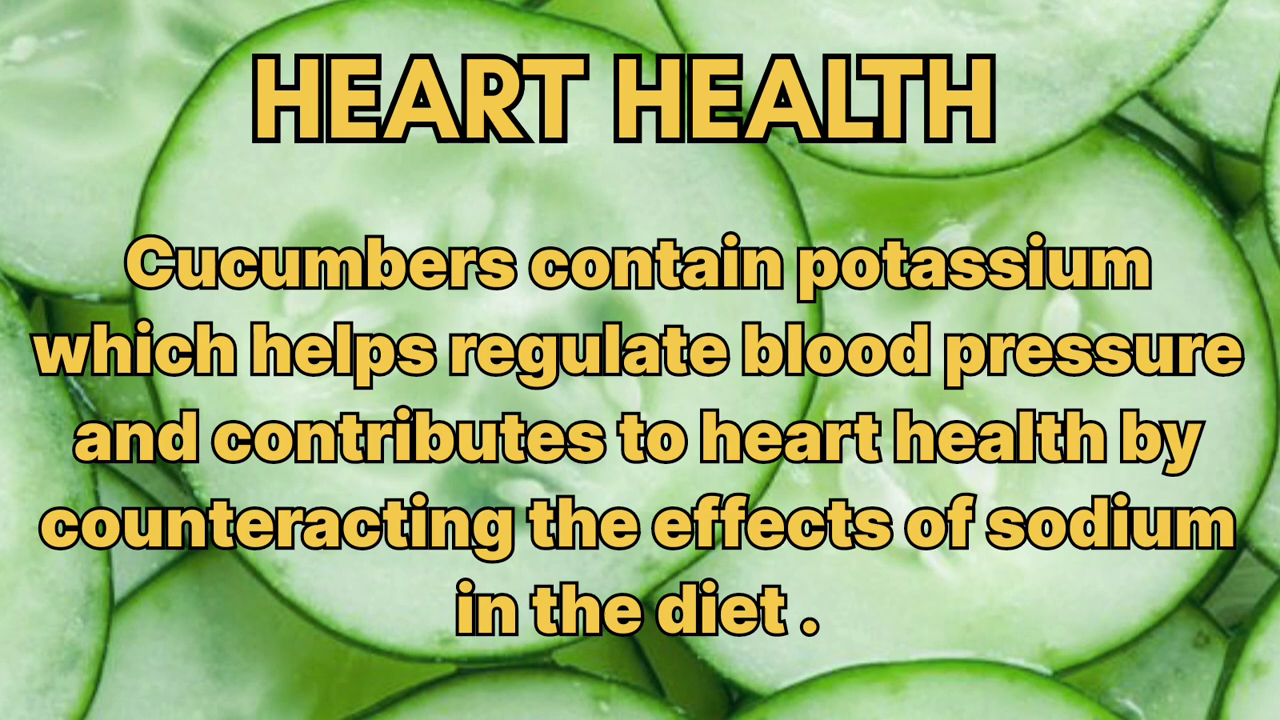 HEART HEALTH
Cucumbers contain potassium
which helps regulate blood pressure
and contributes to heart health by
counteracting the effects of sodium
in the diet .